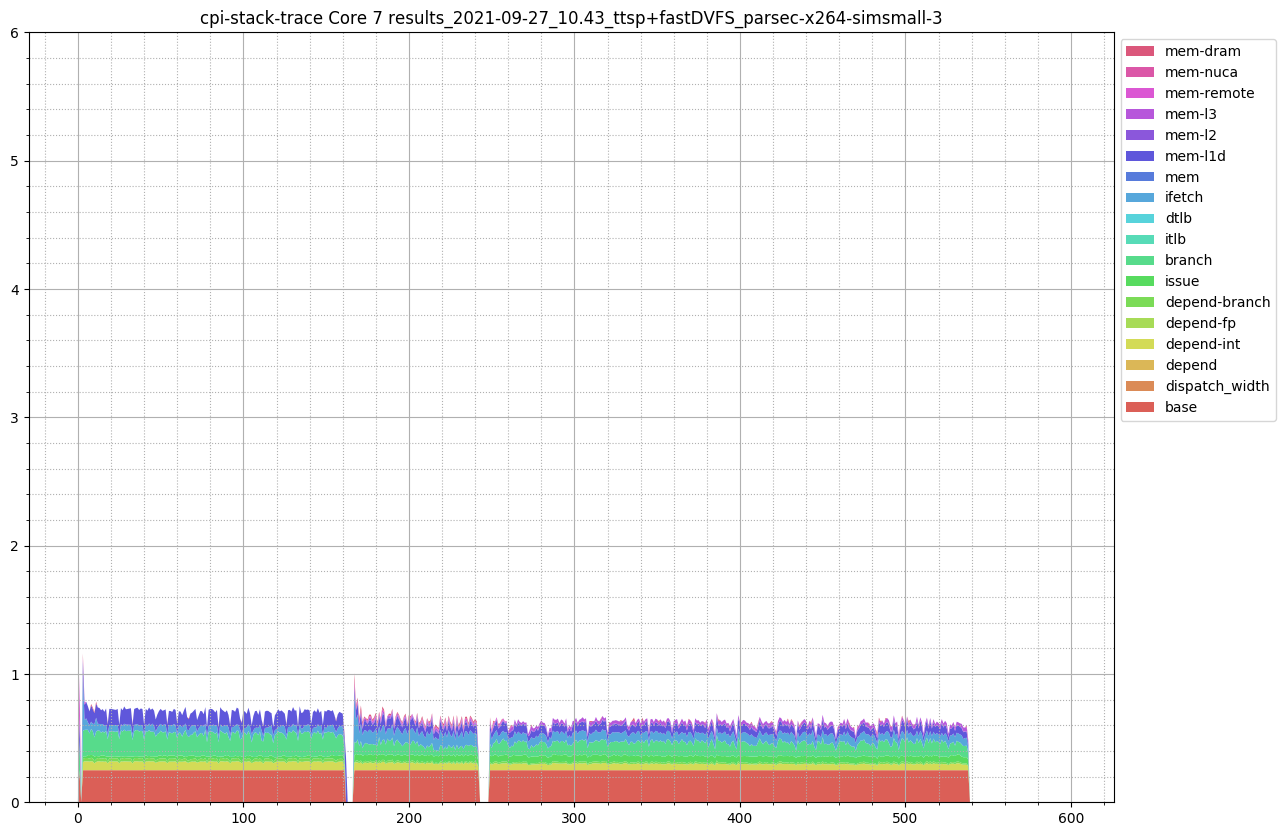 cpi-stack-trace Core 7 results_2021-09-27_10.43_ttsp+fastDVFS_parsec-x264-simsmall-3
6
5
4
3
2
1
0
0 100 200 300 400 500 600
mem-dram
mem-nuca
mem-remote
mem-l3
mem-l2
mem-l1d
mem
ifetch
dtlb
itlb
branch
issue
depend-branch
depend-fp
depend-int
depend
dispatch_width
base